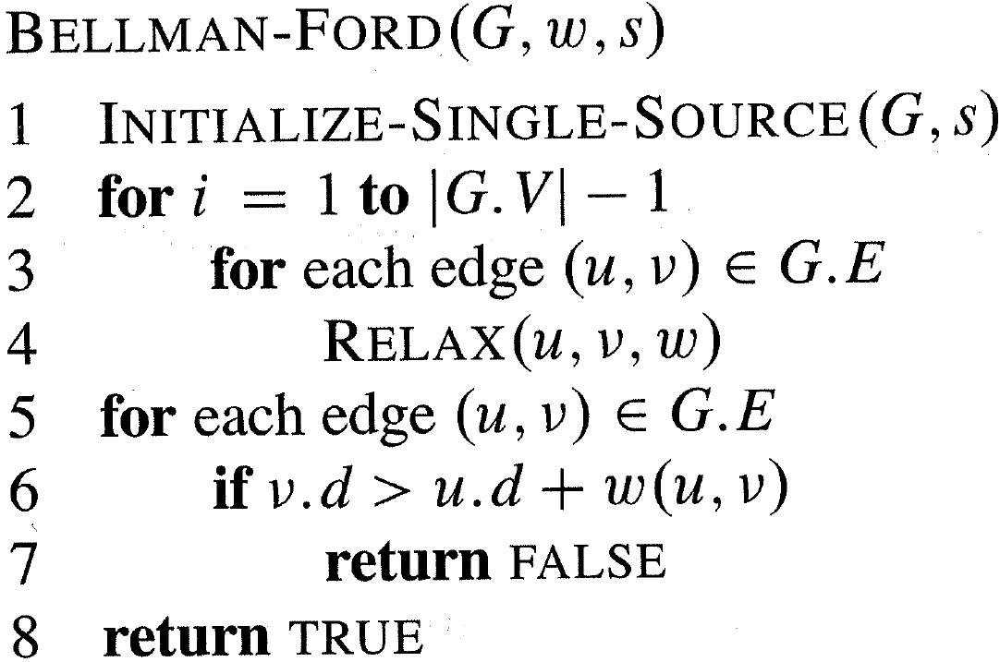 BELLMAN-FORD(G, w, s)
1 INITIALIZE-SINGLE-SOURCE(G, s)
2 for i = 1 to |G.V| − 1
3 for each edge (u, v) ∈ G.E
4 RELAX(u, v, w)
5 for each edge (u, v) ∈ G.E
6 if v.d > u.d + w(u, v)
7 return FALSE
8 return TRUE